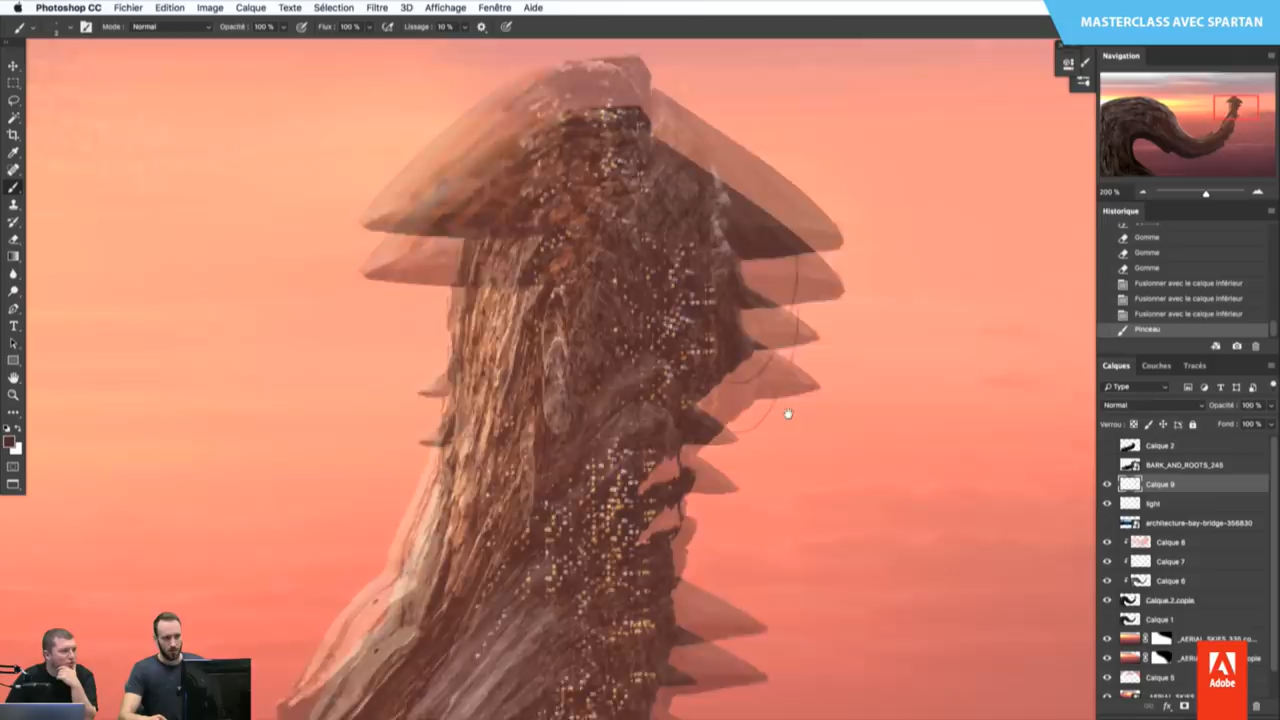 Photoshop CC Fichier Edition Image Calque Texte Sélection Filtre 3D Affichage Fenêtre Aide
MASTERCLASS AVEC SPARTAN
2 Mode : Normal Opacité : 100 % Flux : 100 % Lissage : 10 %
Navigation
200 %
Historique
Gomme
Gomme
Gomme
Fusionner avec le calque inférieur
Fusionner avec le calque inférieur
Fusionner avec le calque inférieur
Pinceau
Calques Couches Tracés
Type
Normal Opacité : 100 %
Verrou : Fond : 100 %
Calque 2
BARK_AND_ROOTS_245
Calque 9
light
architecture-bay-bridge-356830
Calque 8
Calque 7
Calque 6
Calque 2 copie
Calque 1
_AERIAL_SKIES_330 co...
Calque 5
Adobe